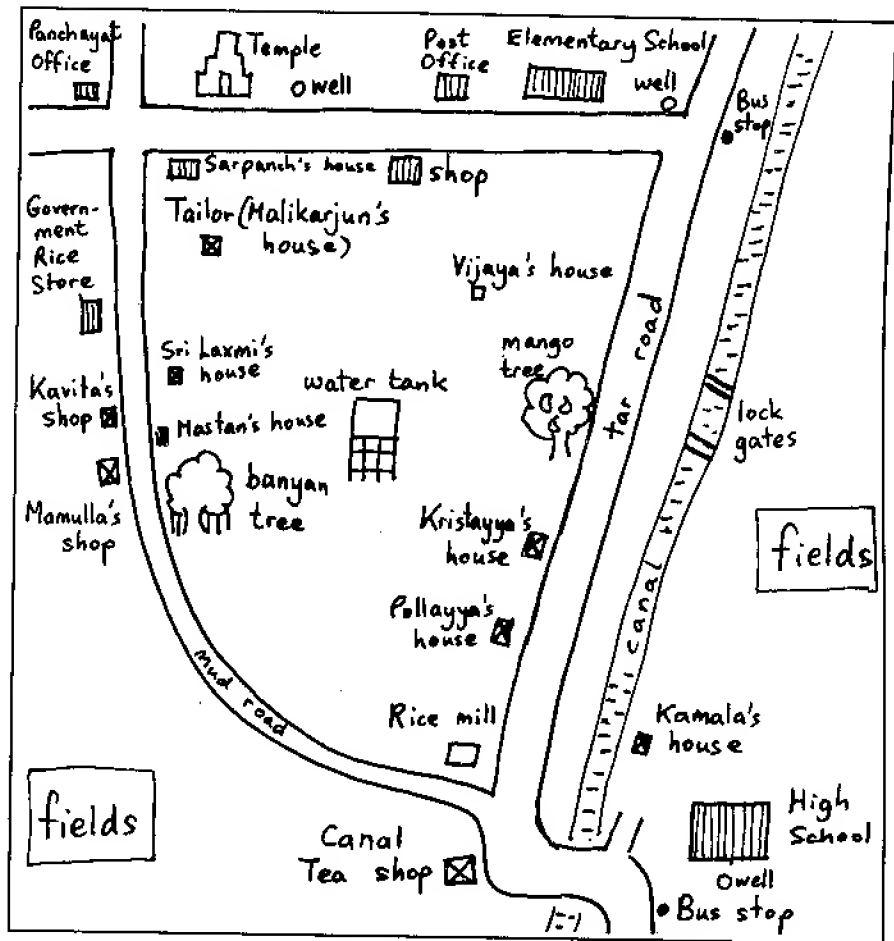 Panchayat
Office
Temple
well
Post
Office
Elementary School
well
Bus
stop
Sarpanch's house
shop
Tailor (Malikarjun's
house)
Govern-
ment
Rice
Store
Vijaya's house
Sri Laxmi's
house
water tank
mango
tree
tar road
lock
gates
Kavita's
shop
Mastan's house
banyan
tree
Mamulla's
shop
Kristayya's
house
fields
canal
Pollayya's
house
Mud road
Rice mill
Kamala's
house
fields
Canal
Tea shop
High
School
well
Bus stop